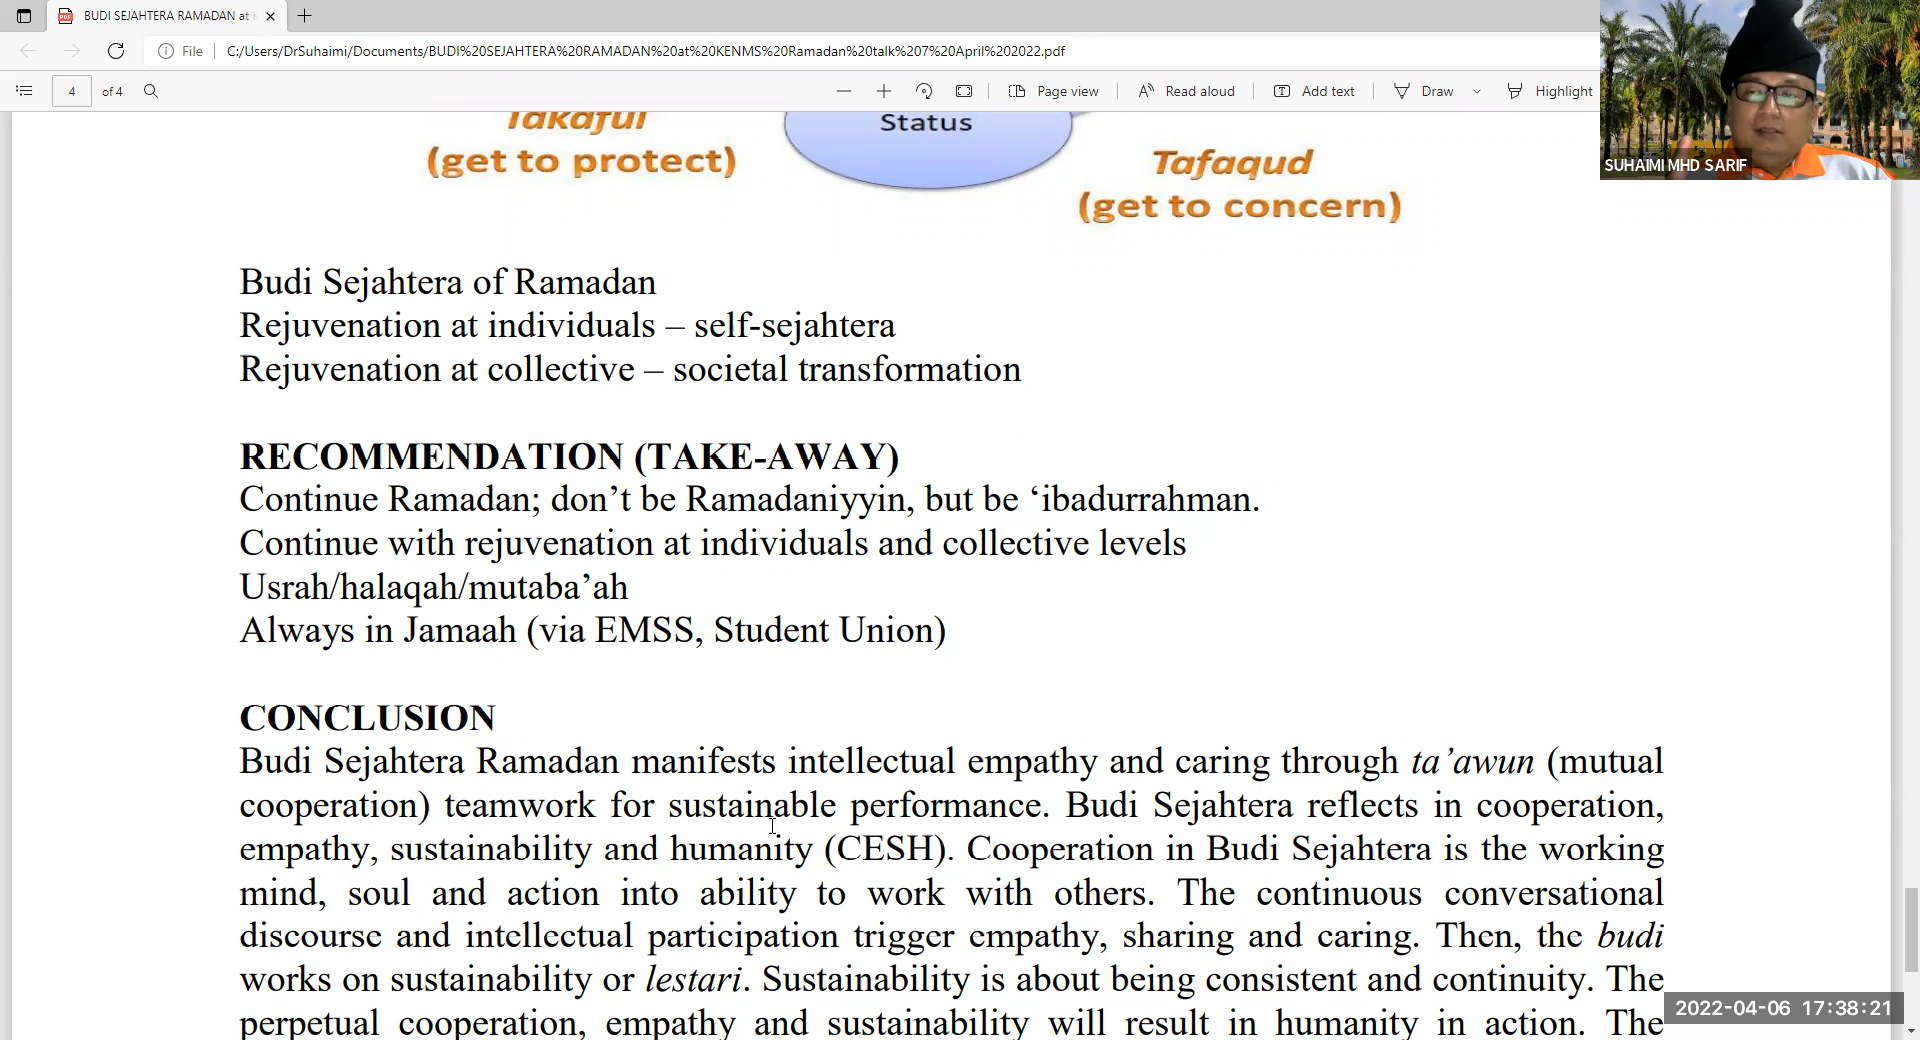 BUDI SEJAHTERA RAMADAN at
File C:/Users/DrSuhaimi/Documents/BUDI%20SEJAHTERA%20RAMADAN%20at%20KENMS%20Ramadan%20talk%207%20April%202022.pdf
4 of 4 Page view Read aloud Add text Draw Highlight
SUHAIMI MHD SARIF
Takaful
(get to protect)
Status
Tafaqud
(get to concern)
Budi Sejahtera of Ramadan
Rejuvenation at individuals – self-sejahtera
Rejuvenation at collective – societal transformation
RECOMMENDATION (TAKE-AWAY)
Continue Ramadan; don’t be Ramadaniyyin, but be ‘ibadurrahman.
Continue with rejuvenation at individuals and collective levels
Usrah/halaqah/mutaba’ah
Always in Jamaah (via EMSS, Student Union)
CONCLUSION
Budi Sejahtera Ramadan manifests intellectual empathy and caring through ta’awun (mutual
cooperation) teamwork for sustainable performance. Budi Sejahtera reflects in cooperation,
empathy, sustainability and humanity (CESH). Cooperation in Budi Sejahtera is the working
mind, soul and action into ability to work with others. The continuous conversational
discourse and intellectual participation trigger empathy, sharing and caring. Then, the budi
works on sustainability or lestari. Sustainability is about being consistent and continuity. The
perpetual cooperation, empathy and sustainability will result in humanity in action. The
2022-04-06 17:38:21